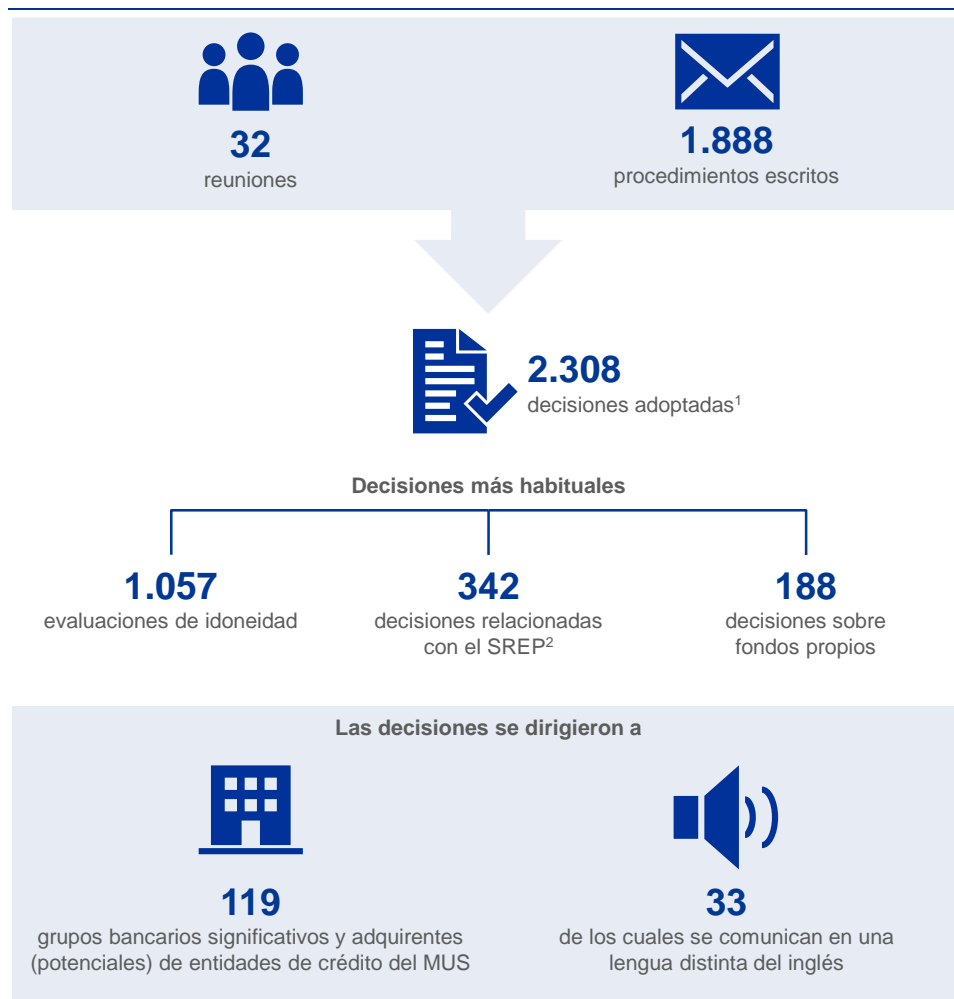 32
reuniones
1.888
procedimientos escritos
2.308
decisiones adoptadas¹
Decisiones más habituales
1.057
evaluaciones de idoneidad
342
decisiones relacionadas
con el SREP²
188
decisiones sobre
fondos propios
Las decisiones se dirigieron a
119
grupos bancarios significativos y adquirentes
(potenciales) de entidades de crédito del MUS
33
de los cuales se comunican en una
lengua distinta del inglés